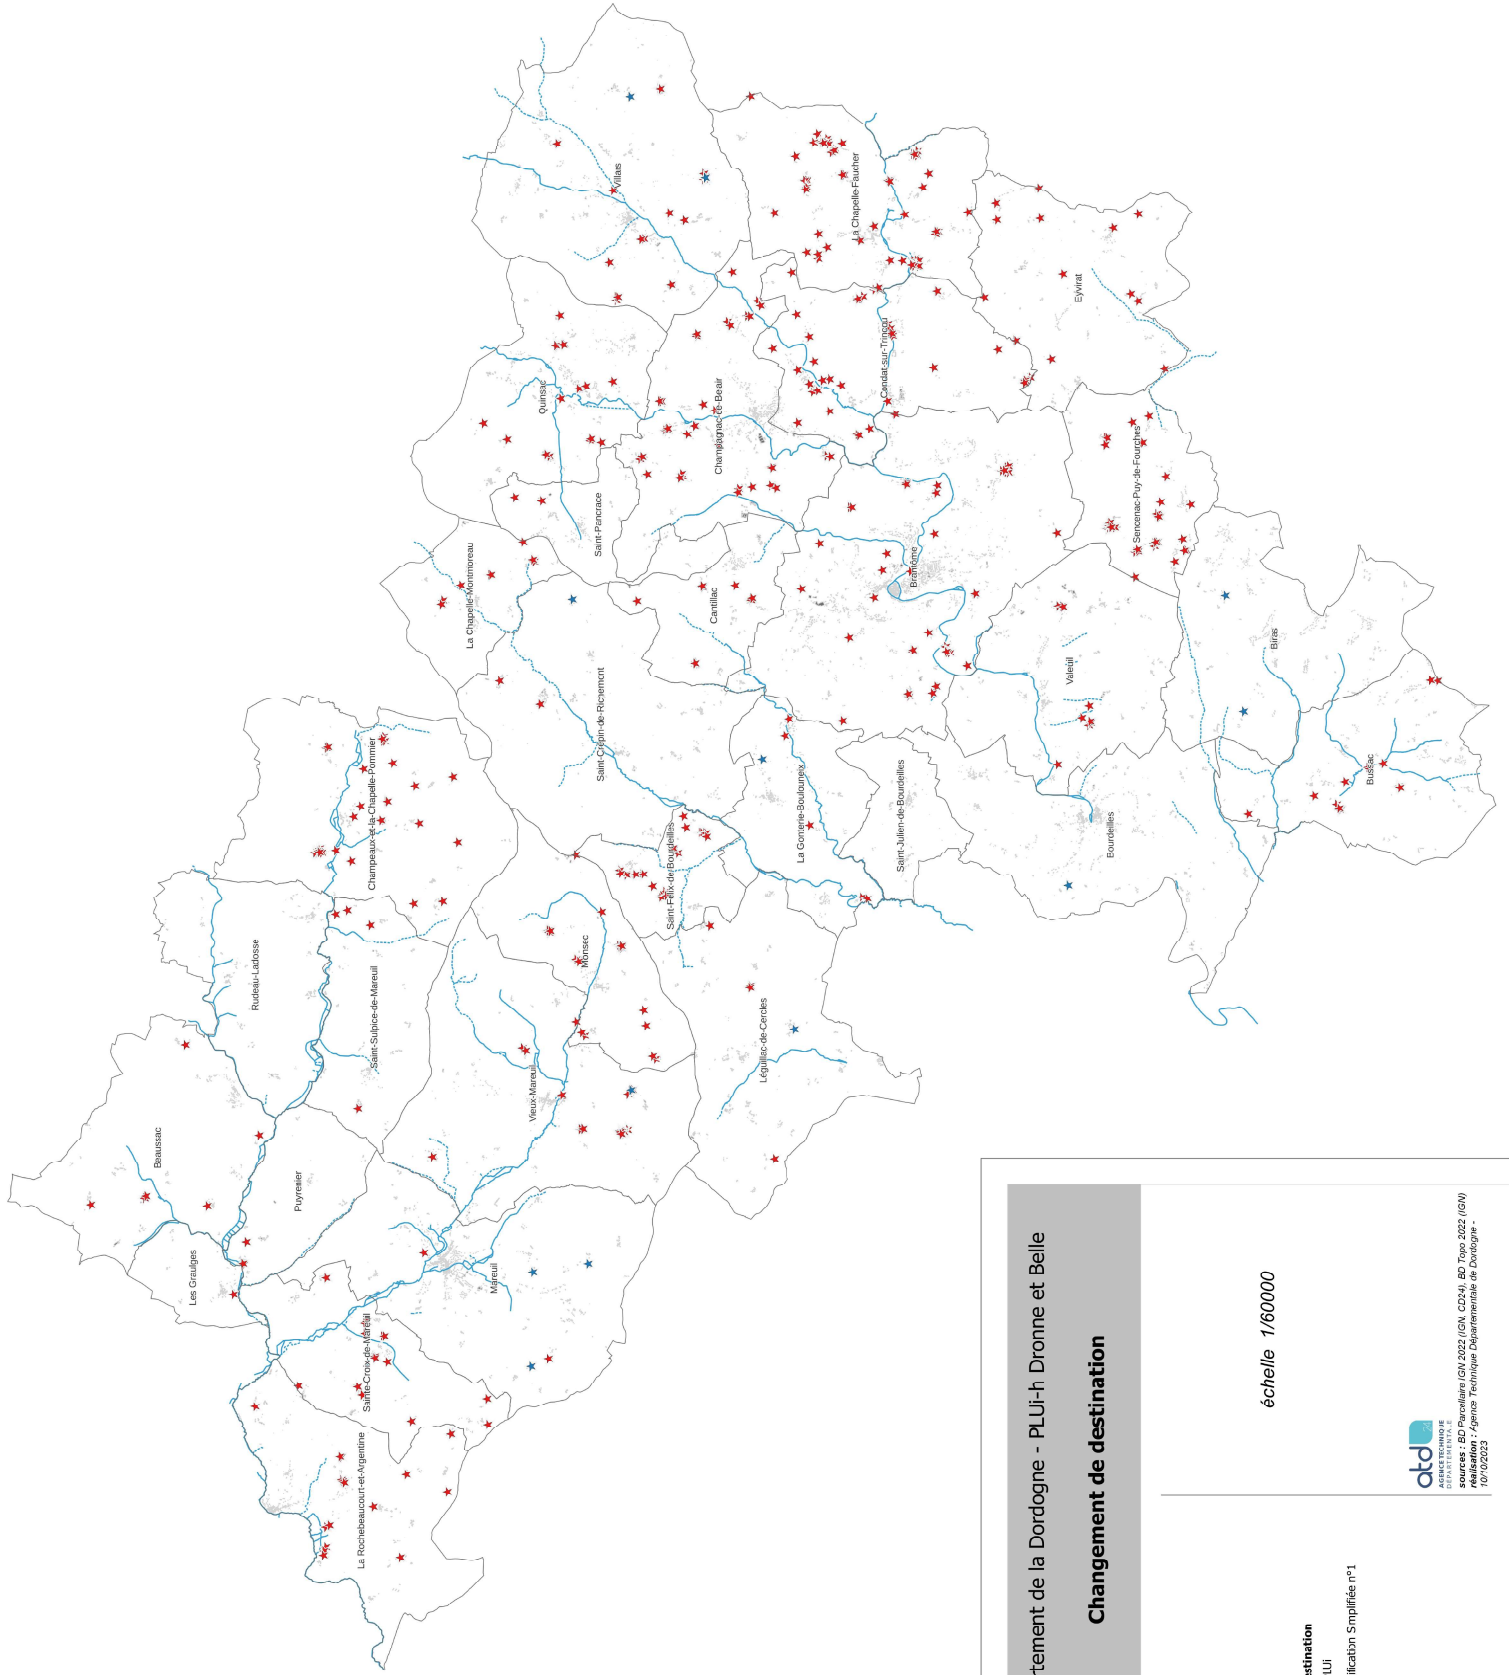 Villars
La Chapelle-Faucher
Eyvirat
Condat-sur-Trincou
Quinsac
Champagnac-de-Belair
Saint-Pancrace
Sencenac-Puy-de-Fourches
La Chapelle-Montmoreau
Brantôme
Cantillac
Biras
Valeuil
Saint-Crépin-de-Richemont
Bussac
La Gonterie-Boulouneix
Saint-Julien-de-Bourdeilles
Bourdeilles
Champeaux-et-la-Chapelle-Pommier
Saint-Félix-de-Bourdeilles
Monsec
Rudeau-Ladosse
Saint-Sulpice-de-Mareuil
Léguillac-de-Cercles
Vieux-Mareuil
Beaussac
Puyrenier
Les Graulges
Mareuil
Sainte-Croix-de-Mareuil
La Rochebeaucourt-et-Argentine
rtement de la Dordogne - PLUi-h Dronne et Belle
Changement de destination
échelle 1/60000
atd 24
AGENCE TECHNIQUE
DÉPARTEMENTALE
sources : BD Parcellaire IGN 2022 (IGN, CD24), BD Topo 2022 (IGN)
réalisation : Agence Technique Départementale de Dordogne -
10/10/2023
estination
LUi
ification Simplifiée n°1